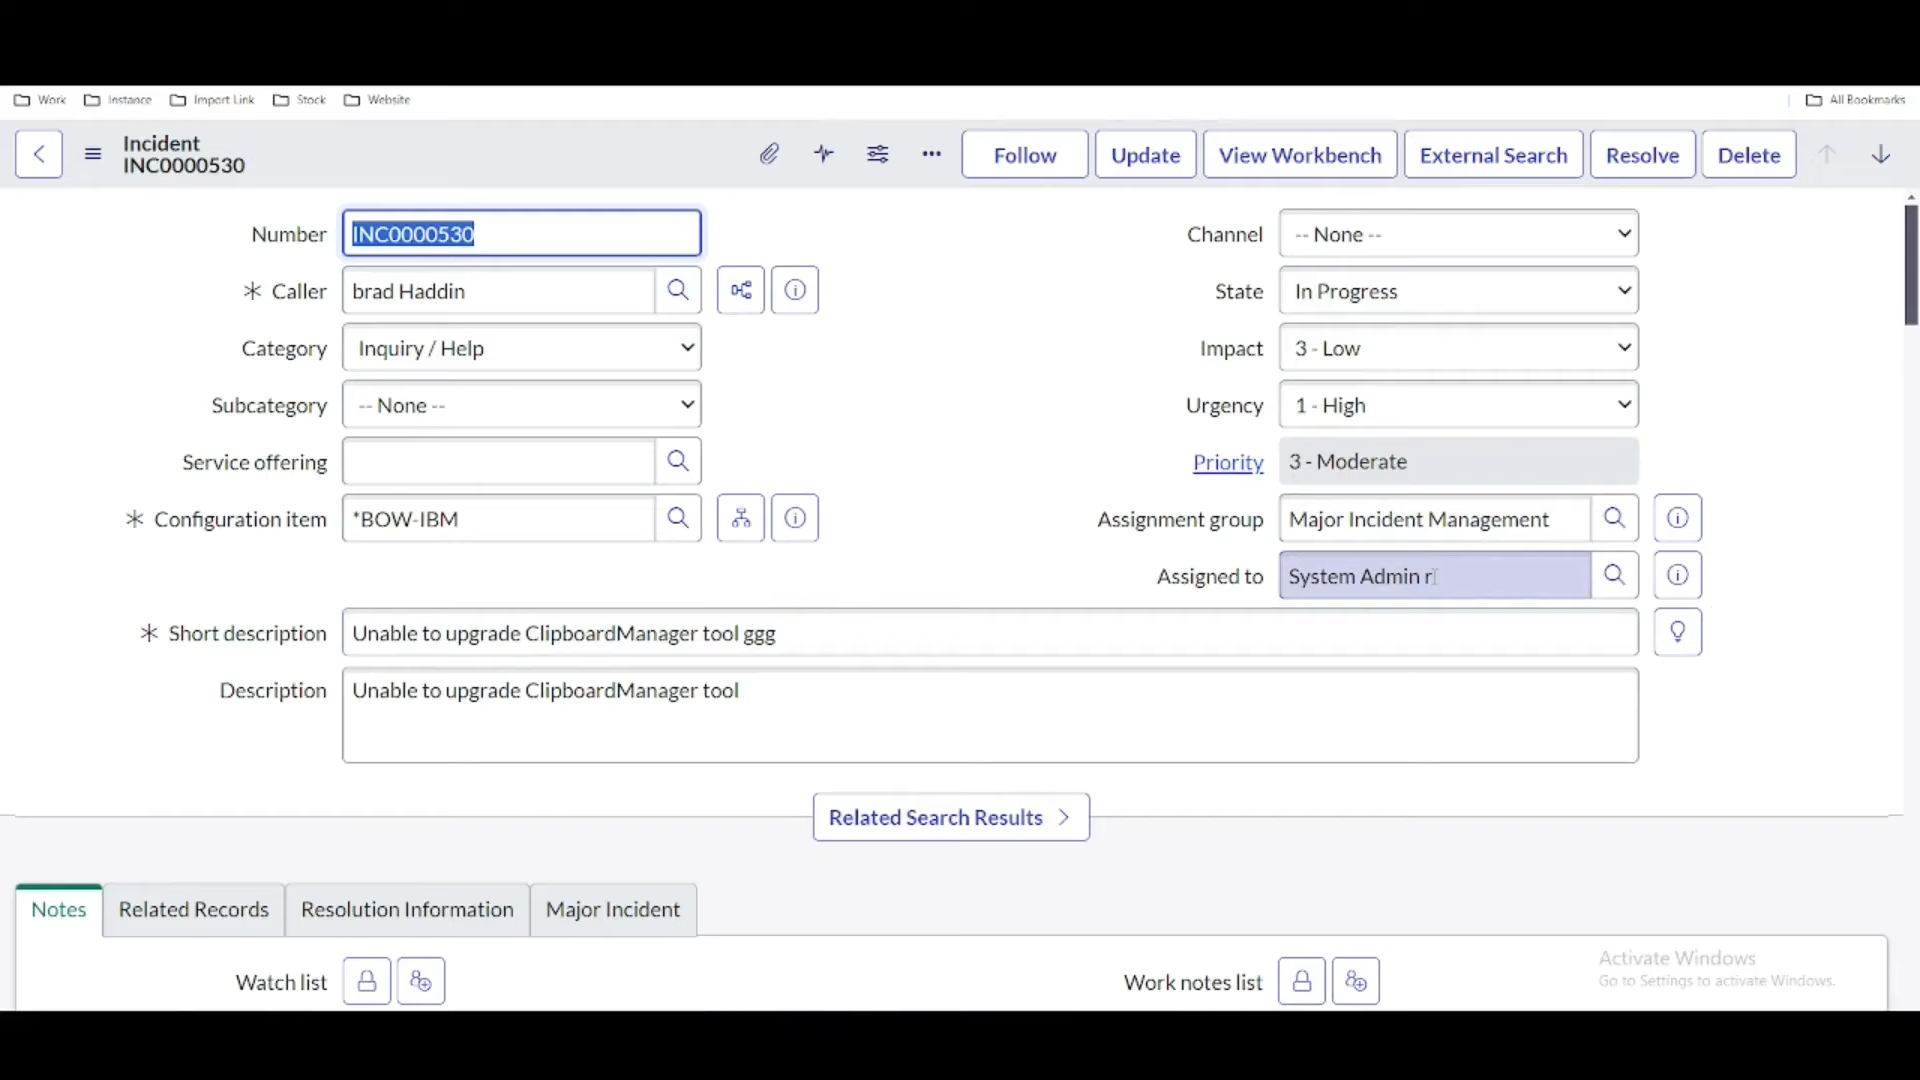 Work Instance Import Link Stock Website All Bookmarks
Incident
INC0000530
Follow Update View Workbench External Search Resolve Delete
Number INC0000530 Channel -- None --
Caller brad Haddin State In Progress
Category Inquiry / Help Impact 3 - Low
Subcategory -- None -- Urgency 1 - High
Service offering Priority 3 - Moderate
Configuration item *BOW-IBM Assignment group Major Incident Management
Assigned to System Admin r
Short description Unable to upgrade ClipboardManager tool ggg
Description Unable to upgrade ClipboardManager tool
Related Search Results
Notes Related Records Resolution Information Major Incident
Watch list Work notes list
Activate Windows
Go to Settings to activate Windows.